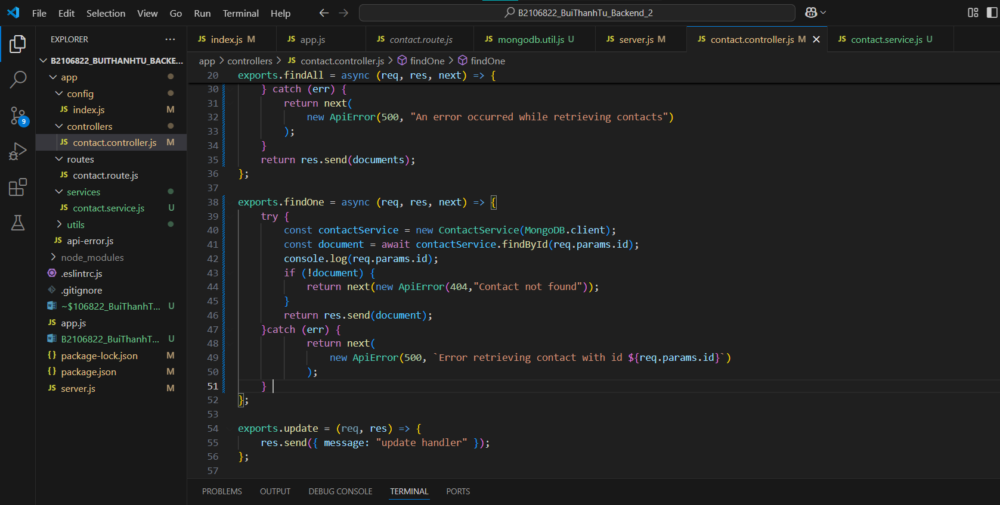 File Edit Selection View Go Run Terminal Help
B2106822_BuiThanhTu_Backend_2
EXPLORER
index.js M
app.js
contact.route.js
mongodb.util.js U
server.js M
contact.controller.js M
contact.service.js U
B2106822_BUITHANHTU_BACKE...
app
config
JS index.js M
controllers
JS contact.controller.js M
routes
JS contact.route.js
services
JS contact.service.js U
utils
JS api-error.js
node_modules
.eslintrc.js
.gitignore
~$106822_BuiThanhT... U
JS app.js
B2106822_BuiThanhT... U
{} package-lock.json M
{} package.json M
JS server.js M
9
app > controllers > JS contact.controller.js > findOne > findOne
20 exports.findAll = async (req, res, next) => {
30 } catch (err) {
31 return next(
32 new ApiError(500, "An error occurred while retrieving contacts")
33 );
34 }
35 return res.send(documents);
36 };
37
38 exports.findOne = async (req, res, next) => {
39 try {
40 const contactService = new ContactService(MongoDB.client);
41 const document = await contactService.findById(req.params.id);
42 console.log(req.params.id);
43 if (!document) {
44 return next(new ApiError(404,"Contact not found"));
45 }
46 return res.send(document);
47 }catch (err) {
48 return next(
49 new ApiError(500, `Error retrieving contact with id ${req.params.id}`)
50 );
51 }
52 };
53
54 exports.update = (req, res) => {
55 res.send({ message: "update handler" });
56 };
57
PROBLEMS OUTPUT DEBUG CONSOLE TERMINAL PORTS